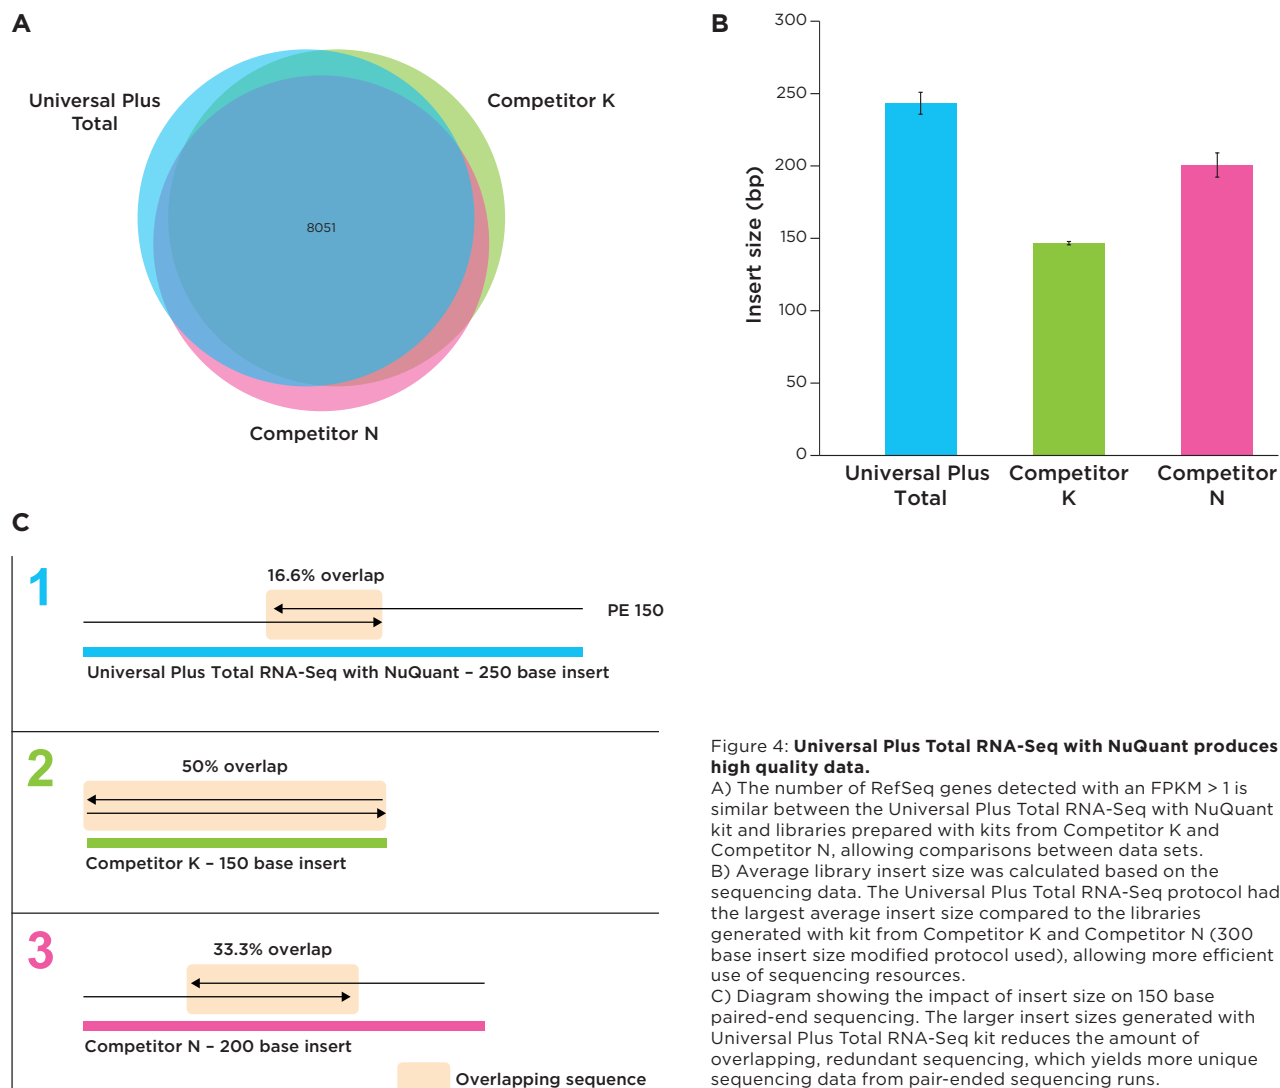 A
Universal Plus
Total
Competitor K
8051
Competitor N
B
Insert size (bp)
300
250
200
150
100
50
0
Universal Plus
Total
Competitor
K
Competitor
N
C
1
16.6% overlap
PE 150
Universal Plus Total RNA-Seq with NuQuant – 250 base insert
2
50% overlap
Competitor K – 150 base insert
3
33.3% overlap
Competitor N – 200 base insert
Overlapping sequence
Figure 4: Universal Plus Total RNA-Seq with NuQuant produces
high quality data.
A) The number of RefSeq genes detected with an FPKM > 1 is
similar between the Universal Plus Total RNA-Seq with NuQuant
kit and libraries prepared with kits from Competitor K and
Competitor N, allowing comparisons between data sets.
B) Average library insert size was calculated based on the
sequencing data. The Universal Plus Total RNA-Seq protocol had
the largest average insert size compared to the libraries
generated with kit from Competitor K and Competitor N (300
base insert size modified protocol used), allowing more efficient
use of sequencing resources.
C) Diagram showing the impact of insert size on 150 base
paired-end sequencing. The larger insert sizes generated with
Universal Plus Total RNA-Seq kit reduces the amount of
overlapping, redundant sequencing, which yields more unique
sequencing data from pair-ended sequencing runs.